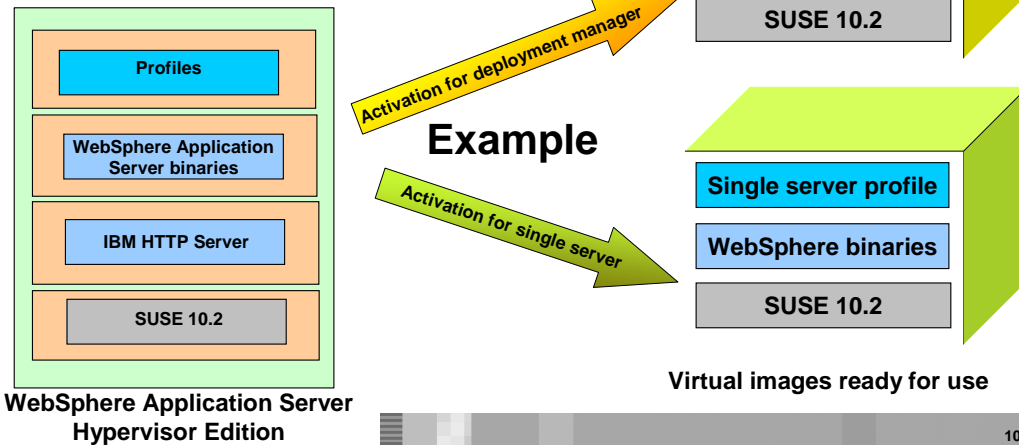 Profiles
WebSphere Application
Server binaries
IBM HTTP Server
SUSE 10.2
WebSphere Application Server
Hypervisor Edition
Activation for deployment manager
Example
Activation for single server
SUSE 10.2
Single server profile
WebSphere binaries
SUSE 10.2
Virtual images ready for use
10